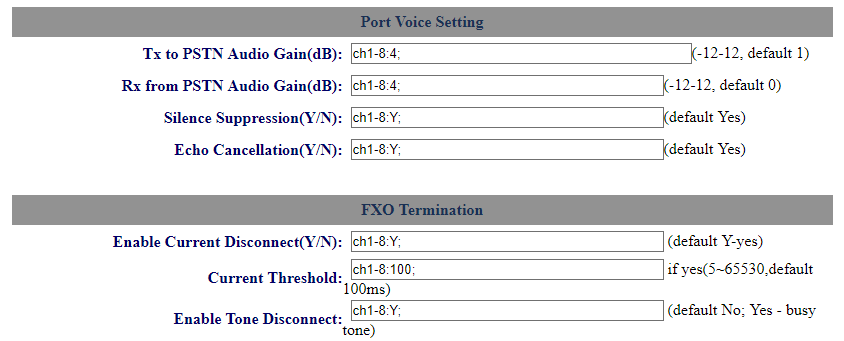 Port Voice Setting
Tx to PSTN Audio Gain(dB): ch1-8:4; (-12-12, default 1)
Rx from PSTN Audio Gain(dB): ch1-8:4; (-12-12, default 0)
Silence Suppression(Y/N): ch1-8:Y; (default Yes)
Echo Cancellation(Y/N): ch1-8:Y; (default Yes)
FXO Termination
Enable Current Disconnect(Y/N): ch1-8:Y; (default Y-yes)
Current Threshold: ch1-8:100; if yes(5~65530,default
100ms)
Enable Tone Disconnect: ch1-8:Y; (default No; Yes - busy
tone)